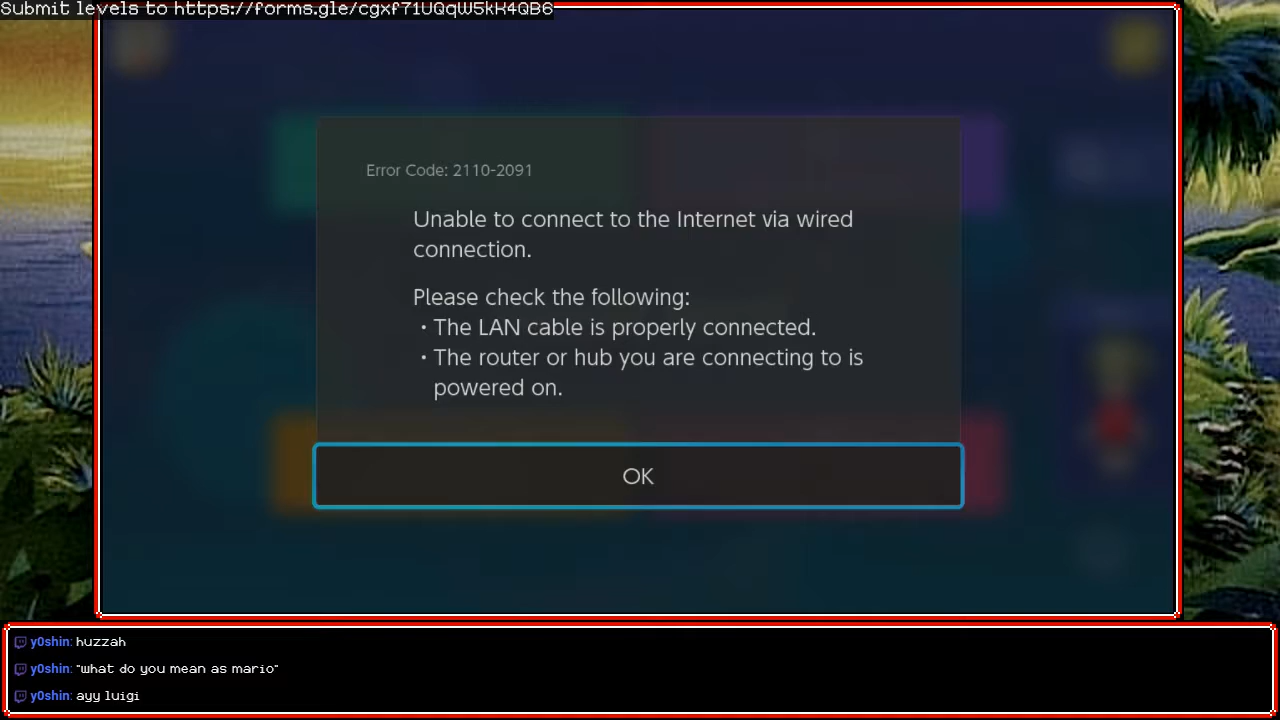 Submit levels to https://forms.gle/cgxf71UQqW5kH4QB6
Error Code: 2110-2091
Unable to connect to the Internet via wired
connection.
Please check the following:
・The LAN cable is properly connected.
・The router or hub you are connecting to is
powered on.
OK
y0shin: huzzah
y0shin: "what do you mean as mario"
y0shin: ayy luigi